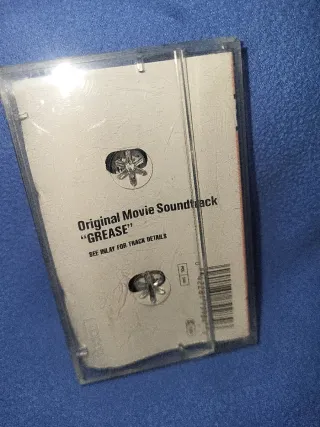 Original Movie Soundtrack
"GREASE"
SEE INLAY FOR TRACK DETAILS